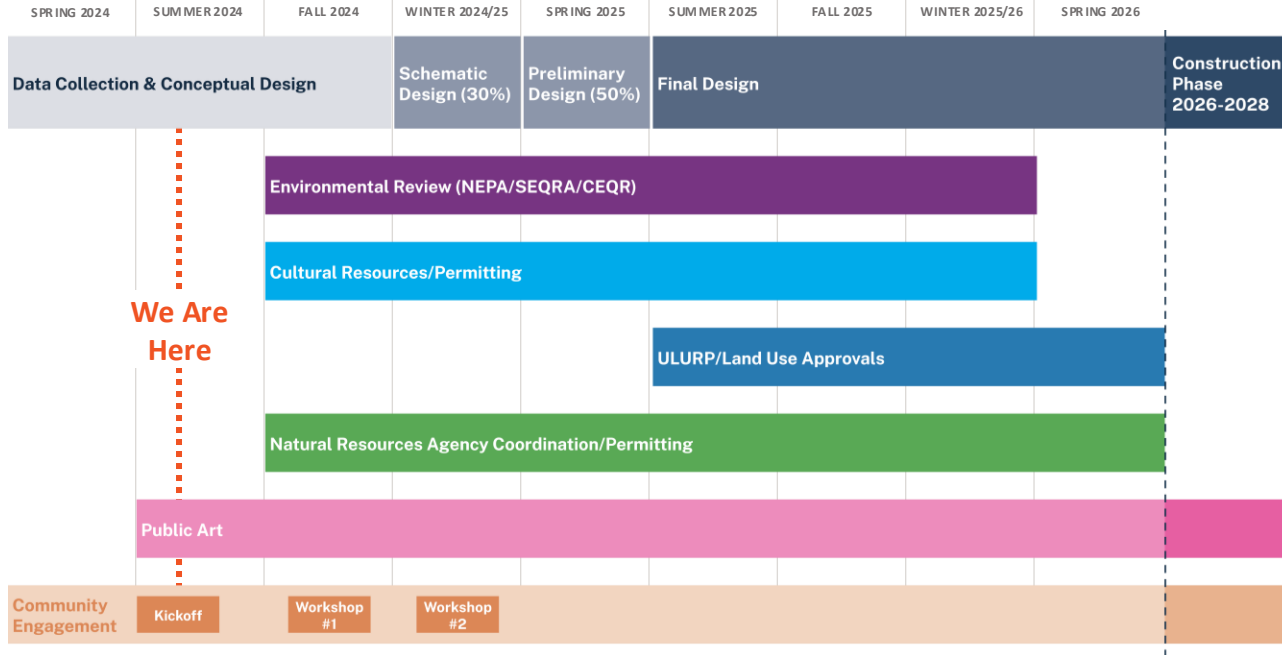 SPRING 2024 SUMMER 2024 FALL 2024 WINTER 2024/25 SPRING 2025 SUMMER 2025 FALL 2025 WINTER 2025/26 SPRING 2026
Data Collection & Conceptual Design
Schematic
Design (30%)
Preliminary
Design (50%)
Final Design
Construction
Phase
2026-2028
Environmental Review (NEPA/SEQRA/CEQR)
Cultural Resources/Permitting
We Are
Here
ULURP/Land Use Approvals
Natural Resources Agency Coordination/Permitting
Public Art
Community
Engagement
Kickoff
Workshop
#1
Workshop
#2